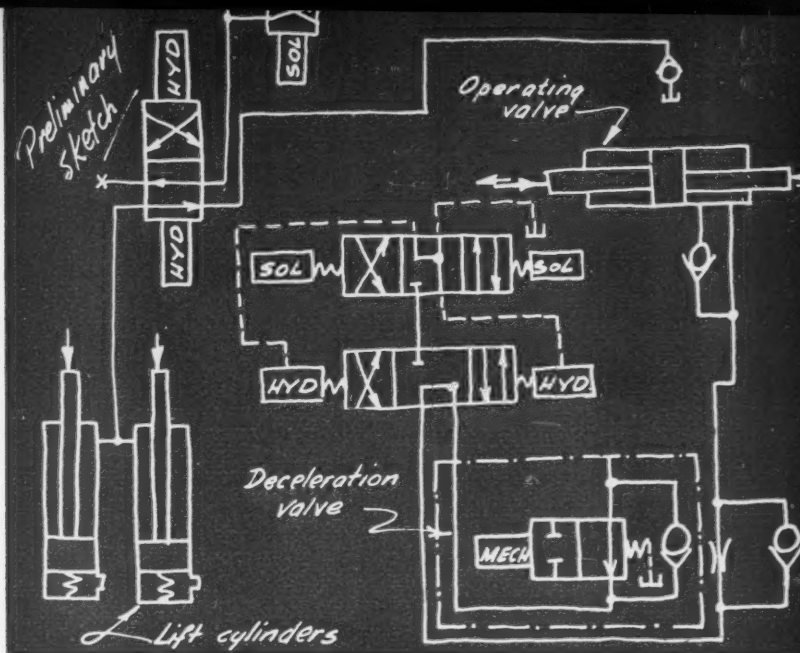 Preliminary
sketch
HYD
SOL
HYD
Operating
valve
SOL
SOL
HYD
HYD
Deceleration
valve
MECH
Lift cylinders